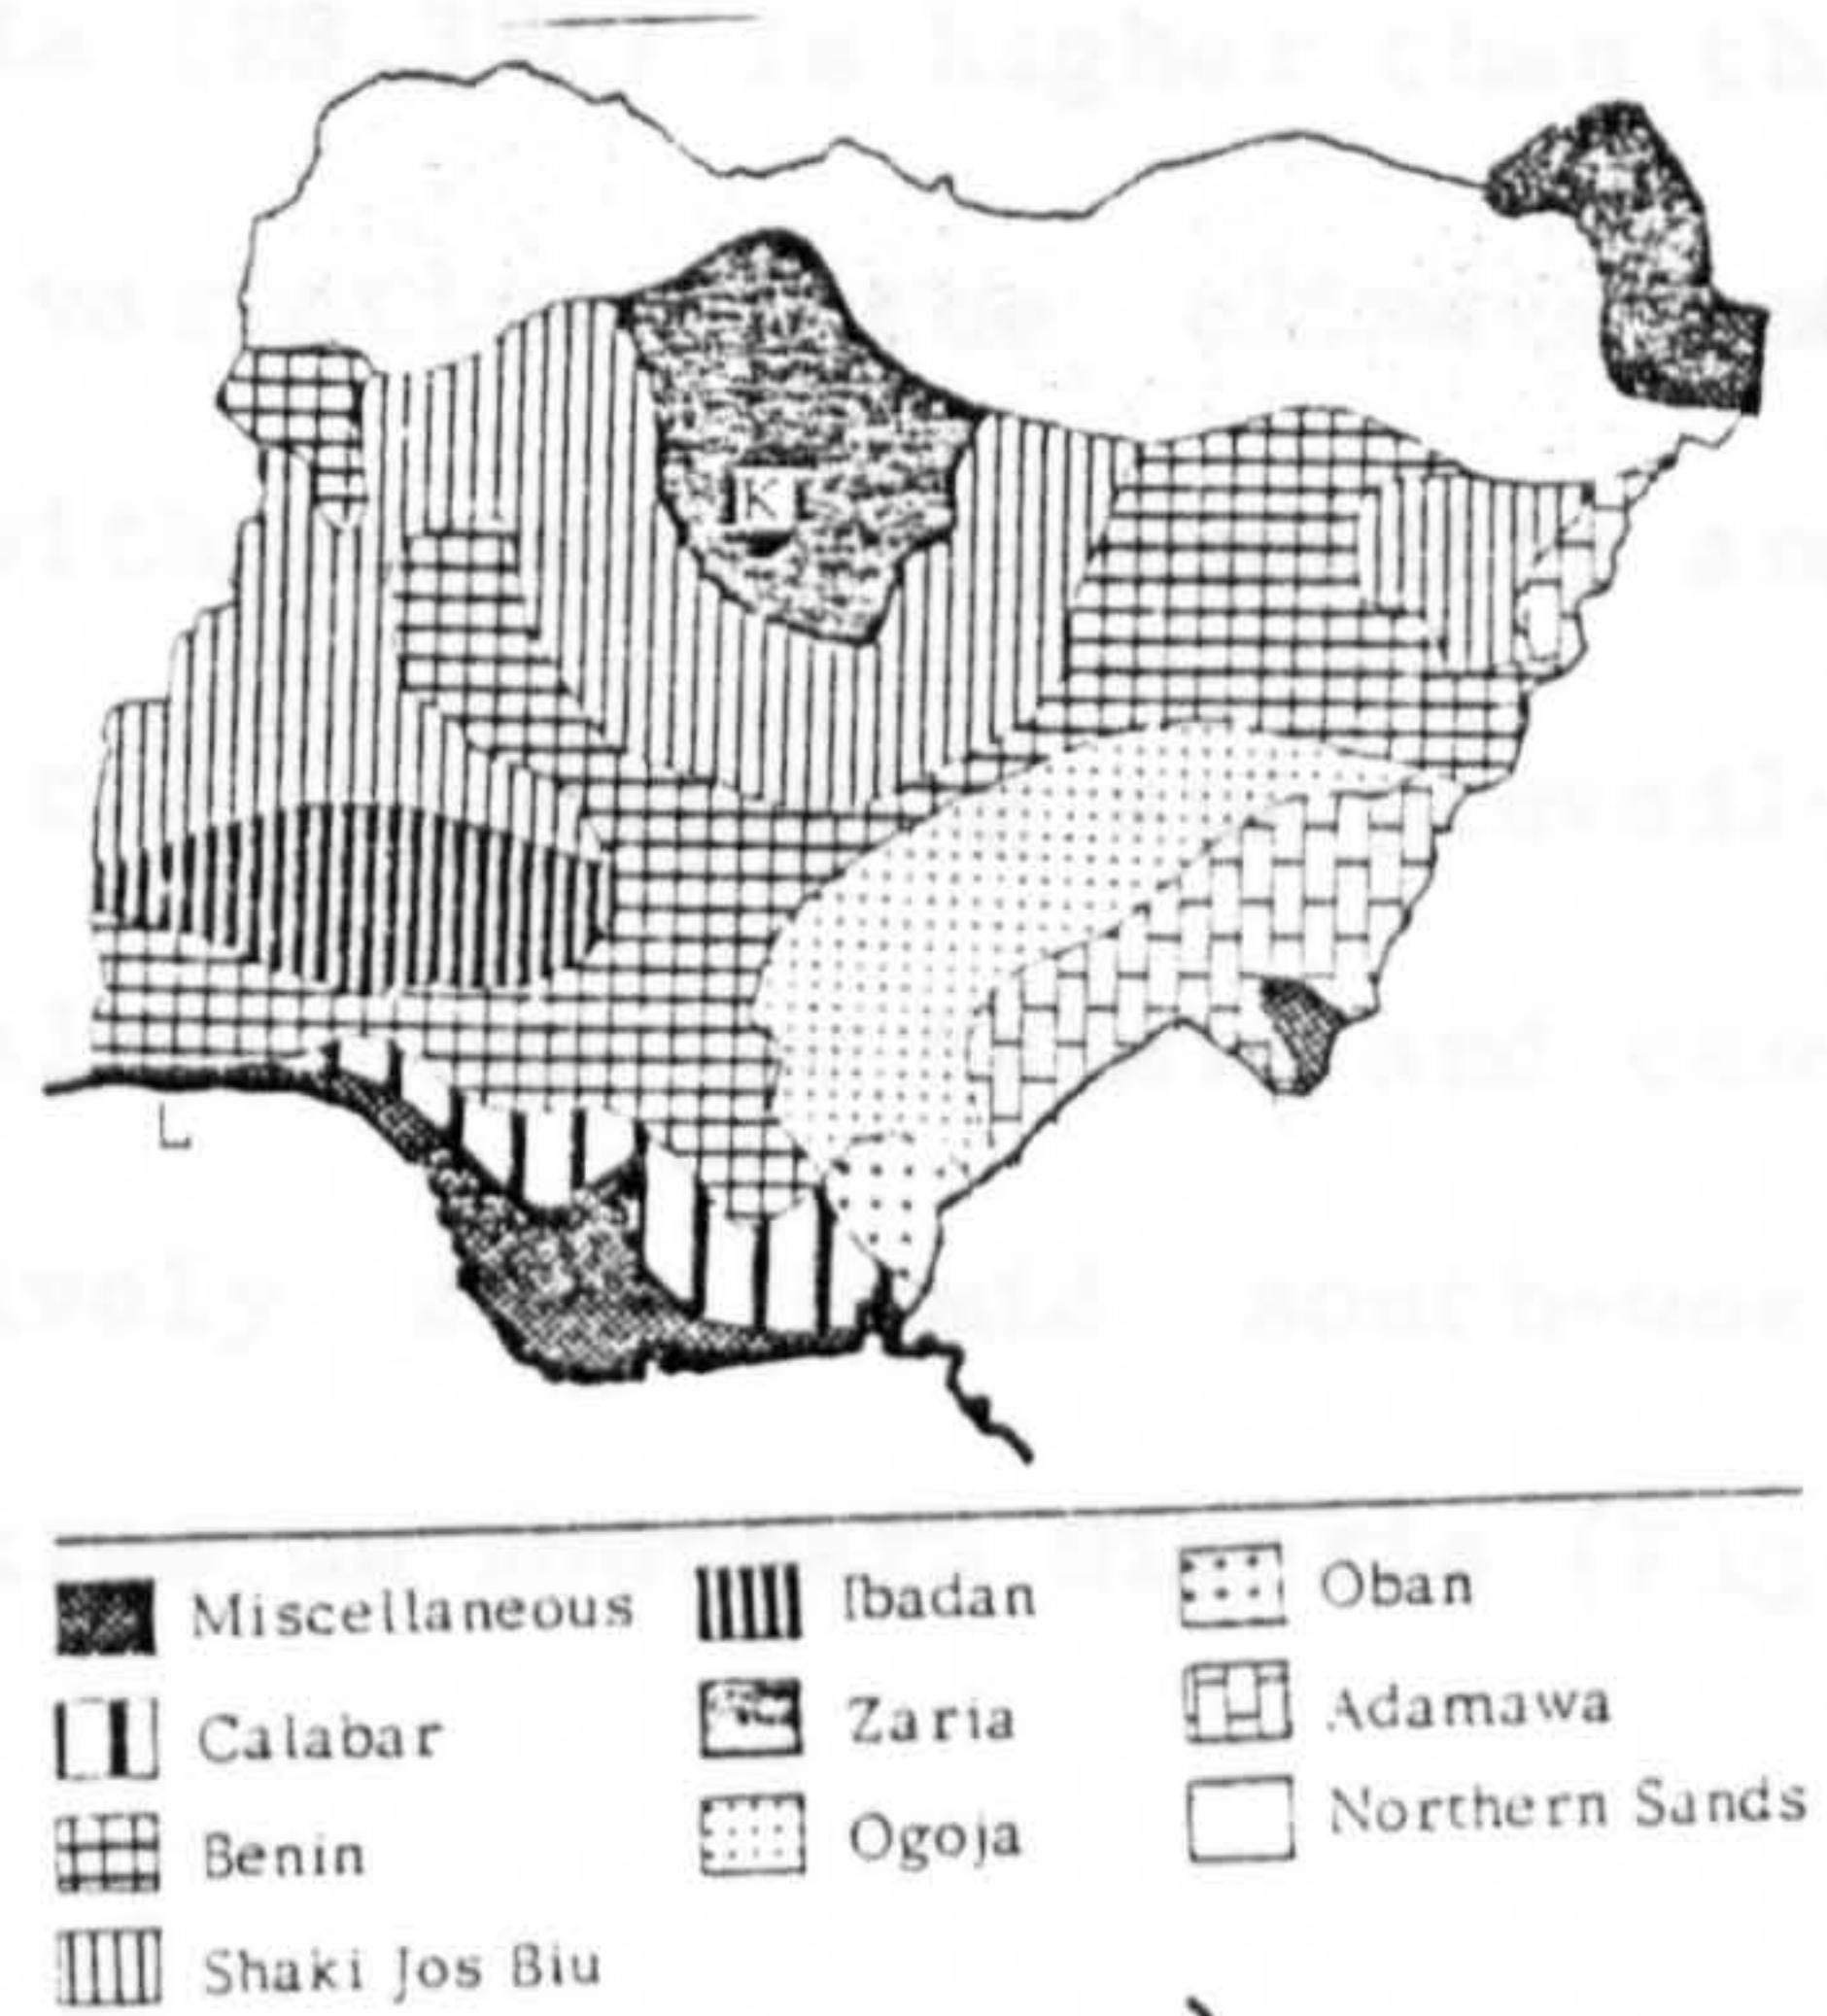 K
L
Miscellaneous
Ibadan
Oban
Calabar
Zaria
Adamawa
Benin
Ogoja
Northern Sands
Shaki Jos Biu